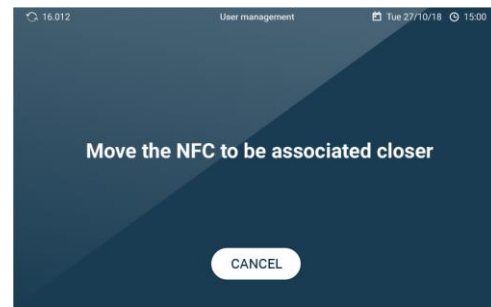 16.012 User management Tue 27/10/18 15:00
Move the NFC to be associated closer
CANCEL